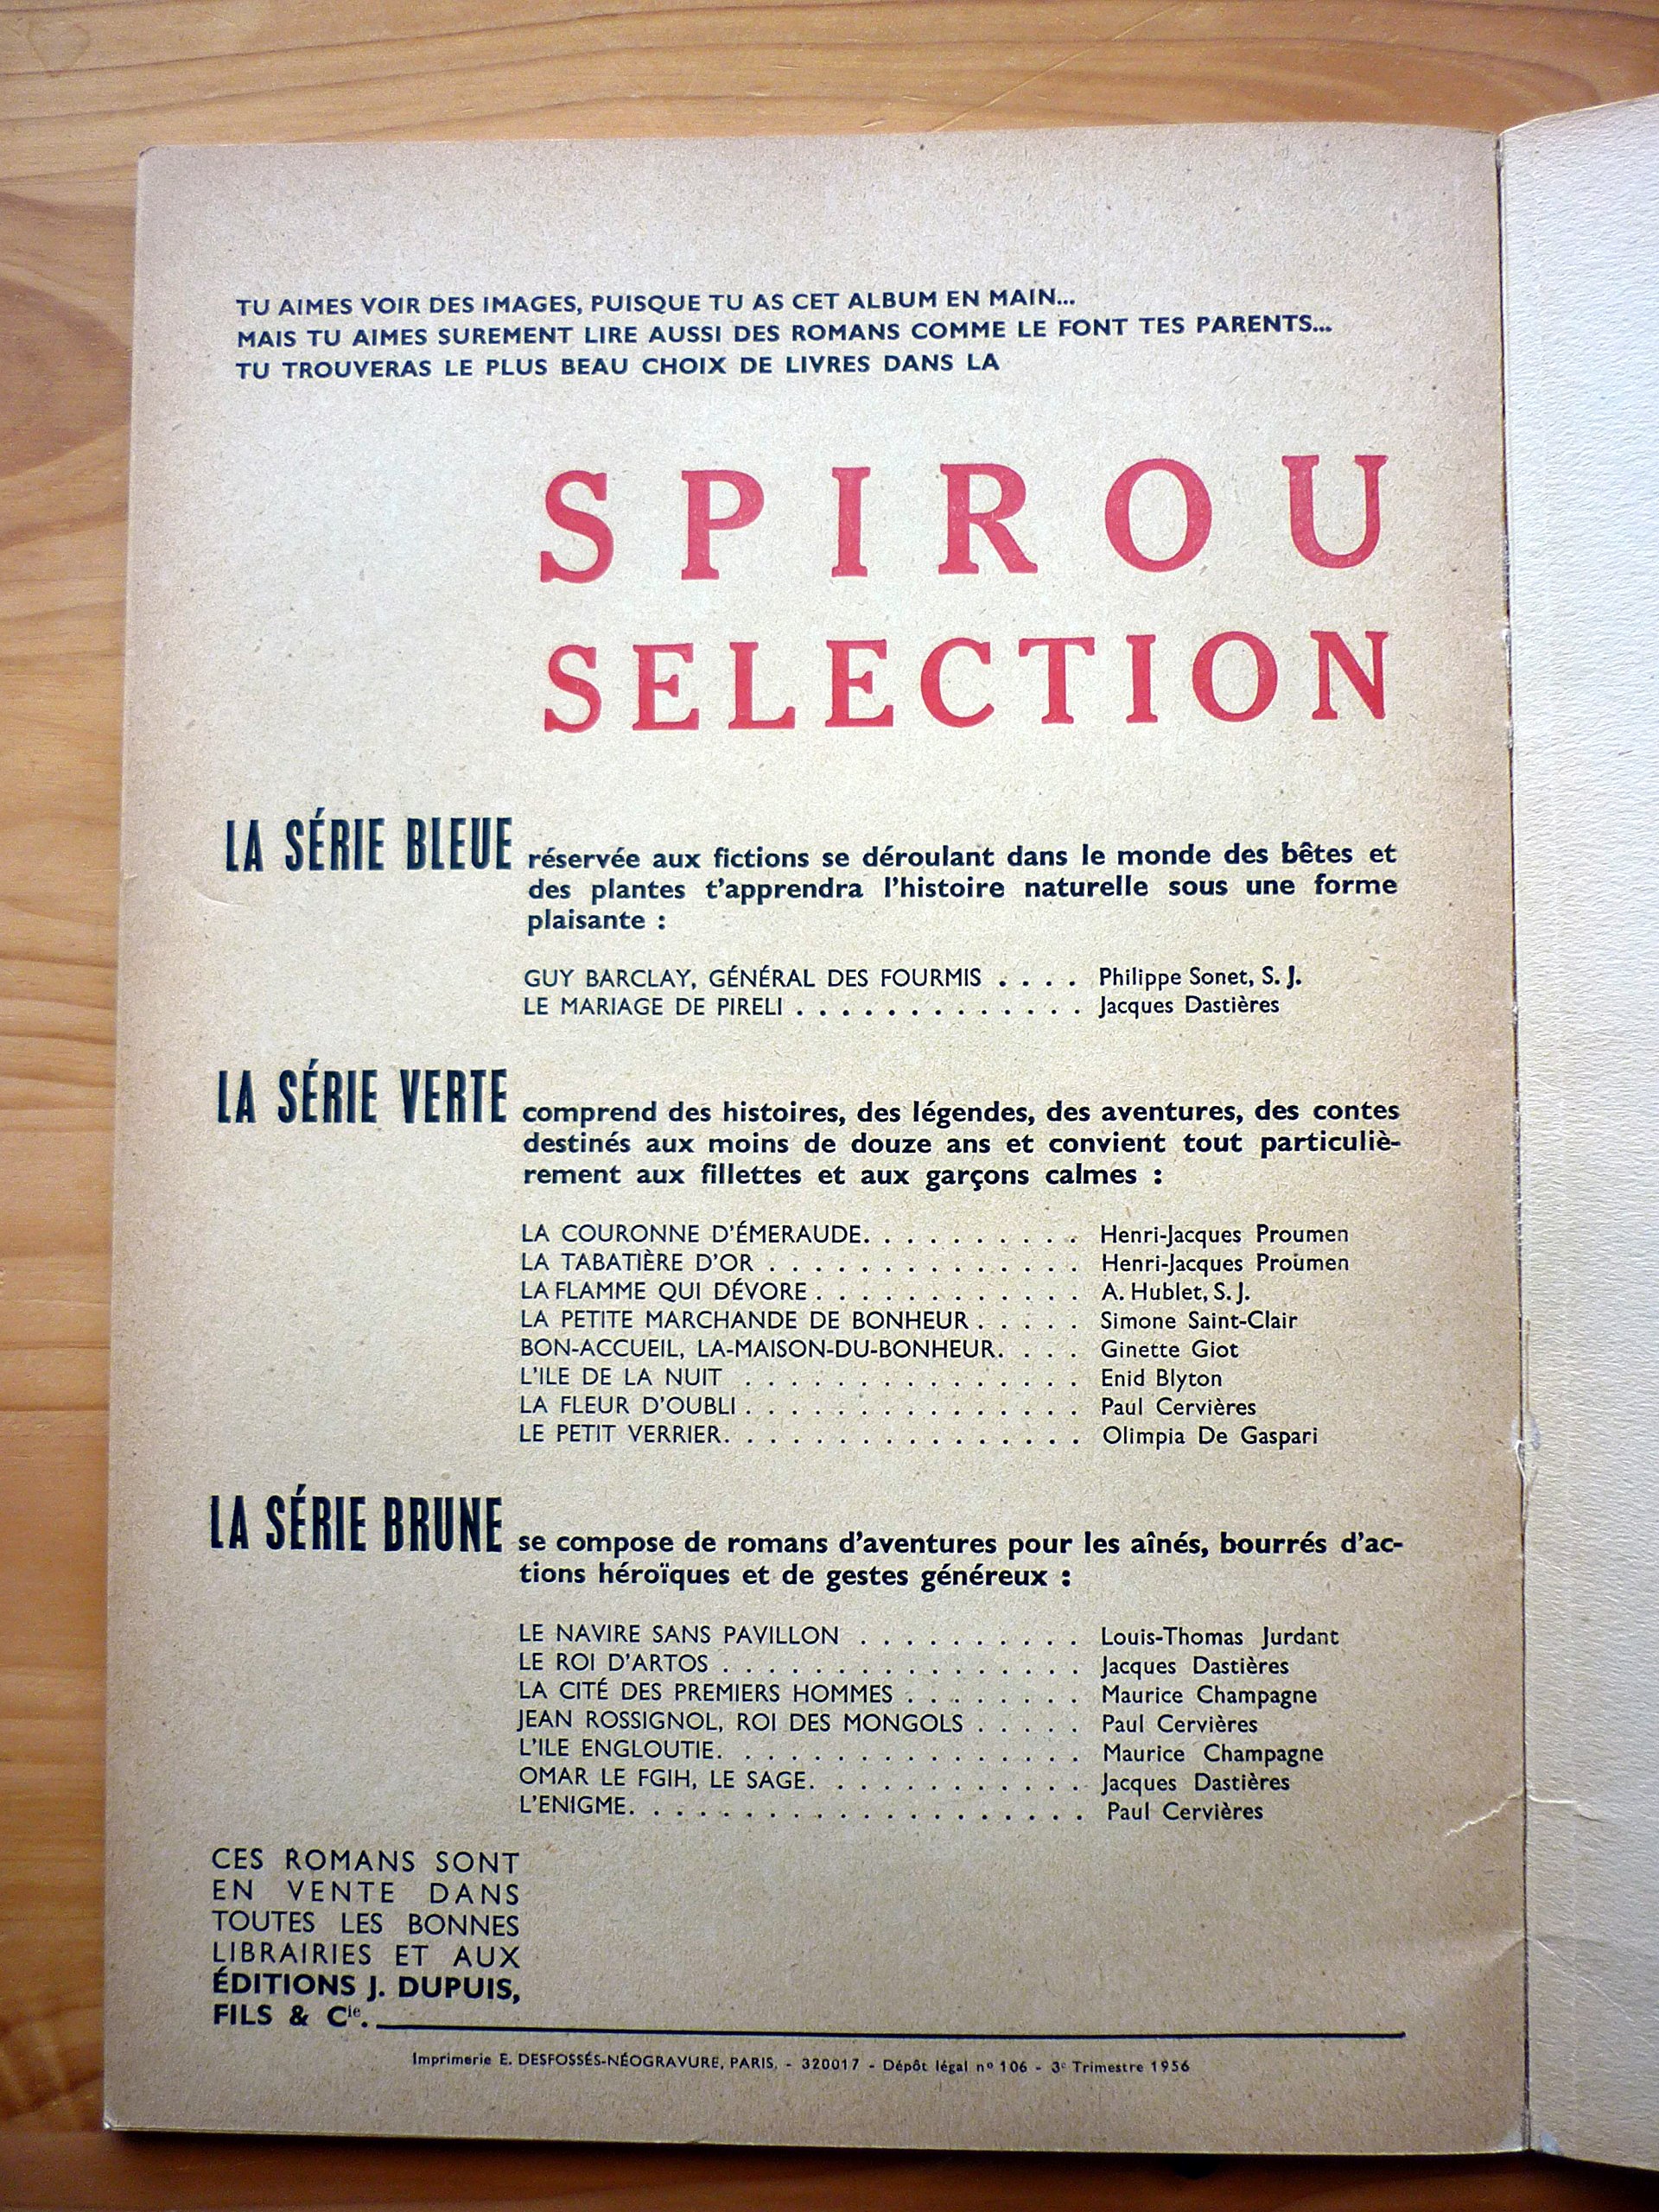 TU AIMES VOIR DES IMAGES, PUISQUE TU AS CET ALBUM EN MAIN...
MAIS TU AIMES SUREMENT LIRE AUSSI DES ROMANS COMME LE FONT TES PARENTS...
TU TROUVERAS LE PLUS BEAU CHOIX DE LIVRES DANS LA
SPIROU
SELECTION
LA SÉRIE BLEUE réservée aux fictions se déroulant dans le monde des bêtes et
des plantes t'apprendra l'histoire naturelle sous une forme
plaisante :
GUY BARCLAY, GÉNÉRAL DES FOURMIS . . . . Philippe Sonet, S. J.
LE MARIAGE DE PIRELI . . . . . . . . . . . . . Jacques Dastières
LA SÉRIE VERTE comprend des histoires, des légendes, des aventures, des contes
destinés aux moins de douze ans et convient tout particuliè-
rement aux fillettes et aux garçons calmes :
LA COURONNE D'ÉMERAUDE. . . . . . . . . . Henri-Jacques Proumen
LA TABATIÈRE D'OR . . . . . . . . . . . . . . Henri-Jacques Proumen
LA FLAMME QUI DÉVORE . . . . . . . . . . . . A. Hublet, S. J.
LA PETITE MARCHANDE DE BONHEUR . . . . . Simone Saint-Clair
BON-ACCUEIL, LA-MAISON-DU-BONHEUR. . . . Ginette Giot
L'ILE DE LA NUIT . . . . . . . . . . . . . . . Enid Blyton
LA FLEUR D'OUBLI . . . . . . . . . . . . . . . Paul Cervières
LE PETIT VERRIER. . . . . . . . . . . . . . . . Olimpia De Gaspari
LA SÉRIE BRUNE se compose de romans d'aventures pour les aînés, bourrés d'ac-
tions héroïques et de gestes généreux :
LE NAVIRE SANS PAVILLON . . . . . . . . . . Louis-Thomas Jurdant
LE ROI D'ARTOS . . . . . . . . . . . . . . . . Jacques Dastières
LA CITÉ DES PREMIERS HOMMES . . . . . . . . Maurice Champagne
JEAN ROSSIGNOL, ROI DES MONGOLS . . . . . Paul Cervières
L'ILE ENGLOUTIE. . . . . . . . . . . . . . . . Maurice Champagne
OMAR LE FGIH, LE SAGE. . . . . . . . . . . . . Jacques Dastières
L'ENIGME. . . . . . . . . . . . . . . . . . . . Paul Cervières
CES ROMANS SONT
EN VENTE DANS
TOUTES LES BONNES
LIBRAIRIES ET AUX
ÉDITIONS J. DUPUIS,
FILS & Cie.
Imprimerie E. DESFOSSÉS-NÉOGRAVURE, PARIS. - 320017 - Dépôt légal nº 106 - 3e Trimestre 1956